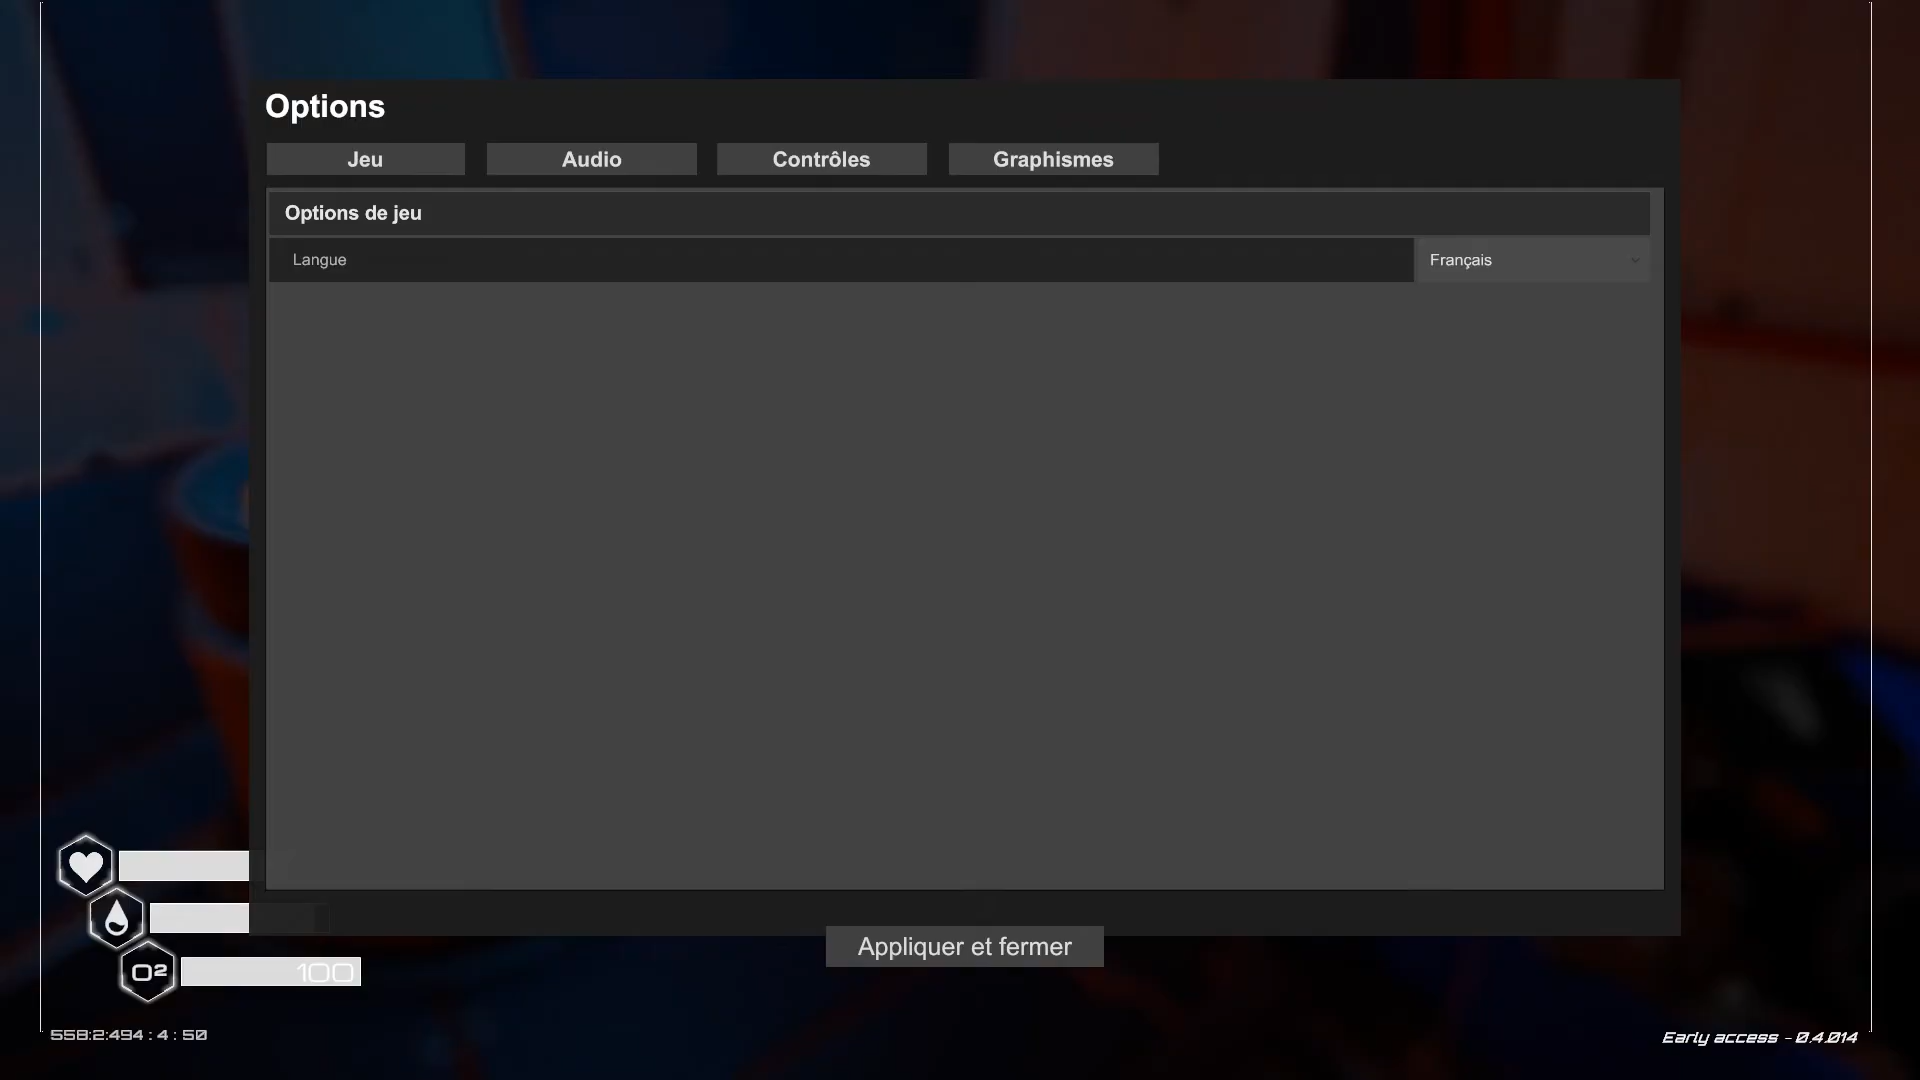 Options
Jeu
Audio
Contrôles
Graphismes
Options de jeu
Langue
Français
Appliquer et fermer
O²
100
558:2:494 : 4 : 50
Early access - 0.4.014